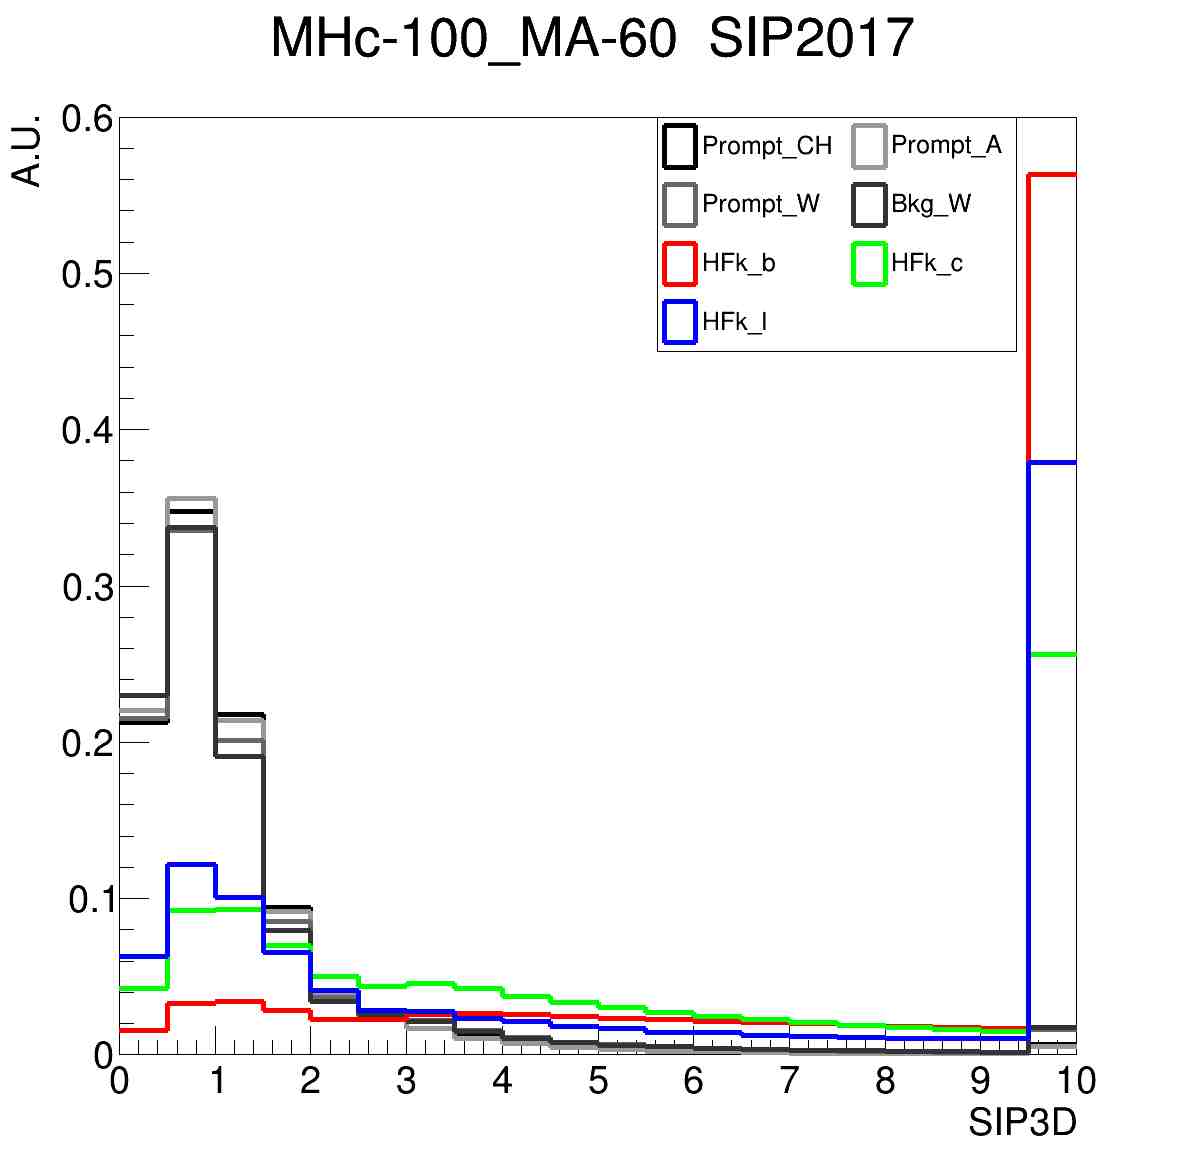 MHc-100_MA-60 SIP2017
A.U.
0.6
0.5
0.4
0.3
0.2
0.1
0
Prompt_CH Prompt_A
Prompt_W Bkg_W
HFk_b HFk_c
HFk_l
0 1 2 3 4 5 6 7 8 9 10
SIP3D